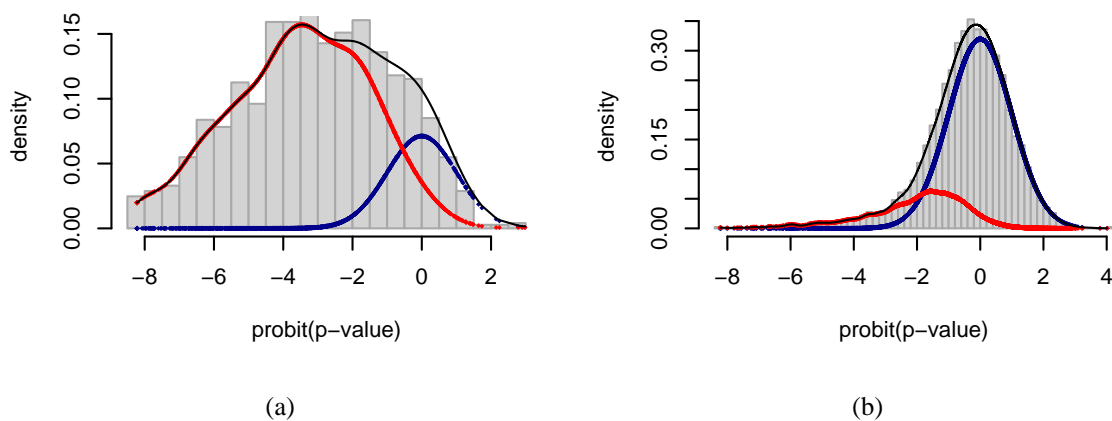 density
0.00 0.05 0.10 0.15
−8 −6 −4 −2 0 2
probit(p−value)
(a)
density
0.00 0.15 0.30
−8 −6 −4 −2 0 2 4
probit(p−value)
(b)